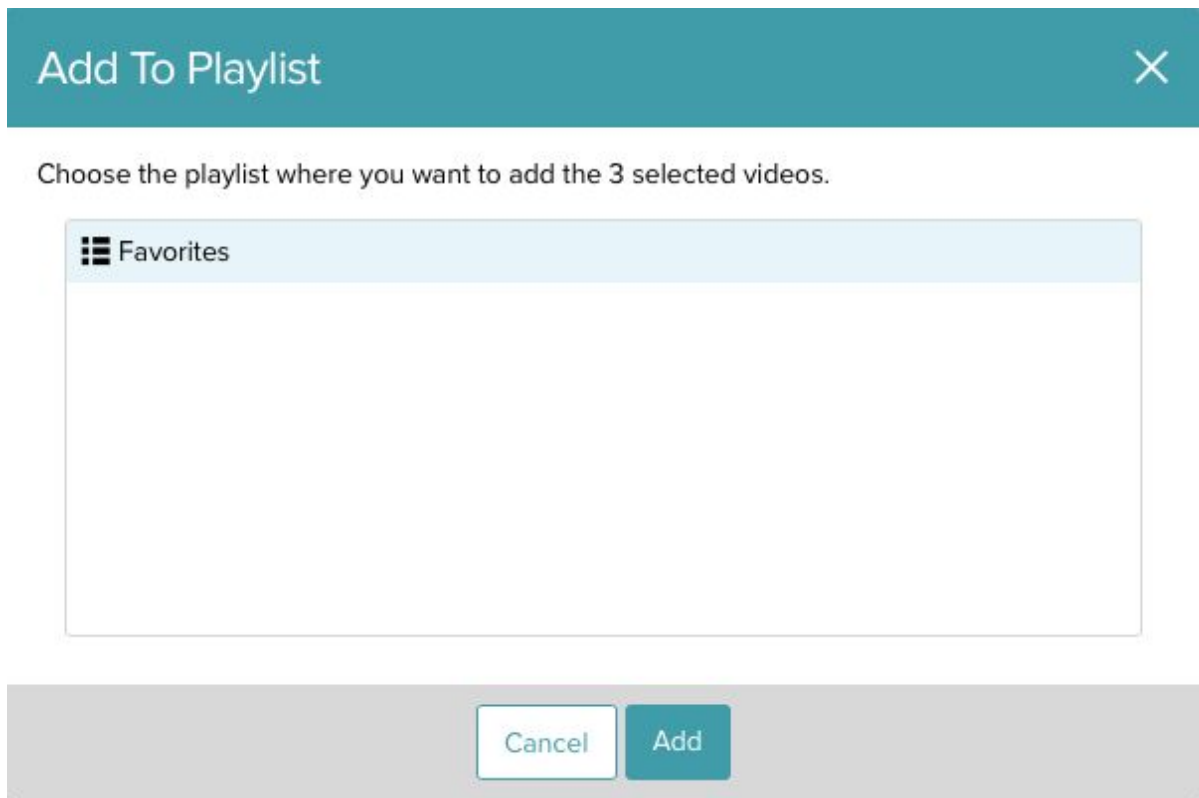 Add To Playlist
Choose the playlist where you want to add the 3 selected videos.
Favorites
Cancel Add